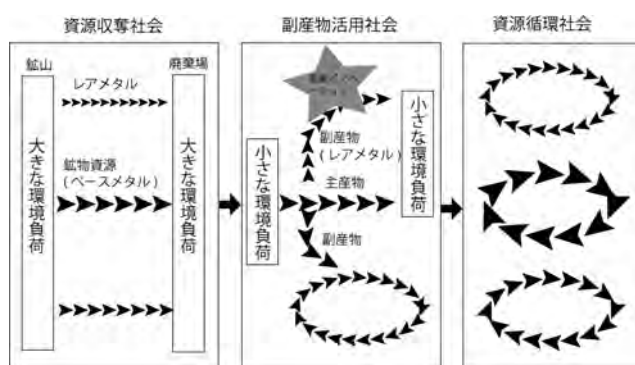 資源収奪社会
鉱山
廃棄場
レアメタル
大きな環境負荷
鉱物資源
(ベースメタル)
大きな環境負荷
副産物活用社会
小さな環境負荷
副産物
(レアメタル)
主産物
副産物
小さな環境負荷
資源循環社会